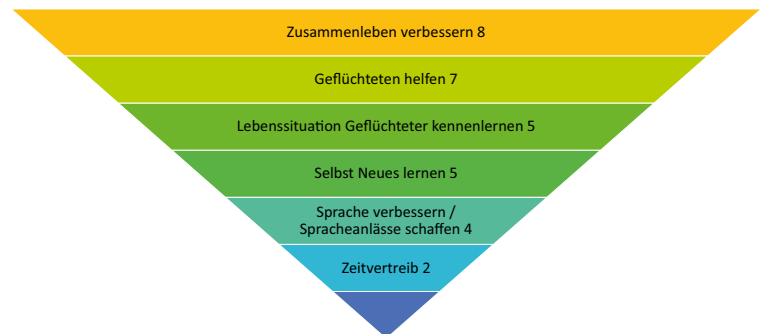 Zusammenleben verbessern 8
Geflüchteten helfen 7
Lebenssituation Geflüchteter kennenlernen 5
Selbst Neues lernen 5
Sprache verbessern /
Spracheanlässe schaffen 4
Zeitvertreib 2